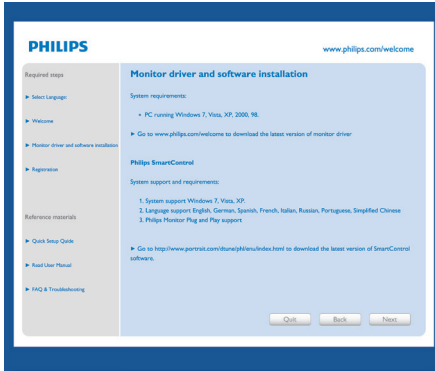 PHILIPS
www.philips.com/welcome
Required steps
► Select Language:
► Welcome
► Monitor driver and software installation
► Registration
Reference materials
► Quick Setup Guide
► Read User Manual
► FAQ & Troubleshooting
Monitor driver and software installation
System requirements:
• PC running Windows 7, Vista, XP, 2000, 98.
► Go to www.philips.com/welcome to download the latest version of monitor driver
Philips SmartControl
System support and requirements:
1. System support Windows 7, Vista, XP.
2. Language support English, German, Spanish, French, Italian, Russian, Portuguese, Simplified Chinese
3. Philips Monitor Plug and Play support
► Go to http://www.portrait.com/dtune/phl/enu/index.html to download the latest version of SmartControl
software.
Quit
Back
Next